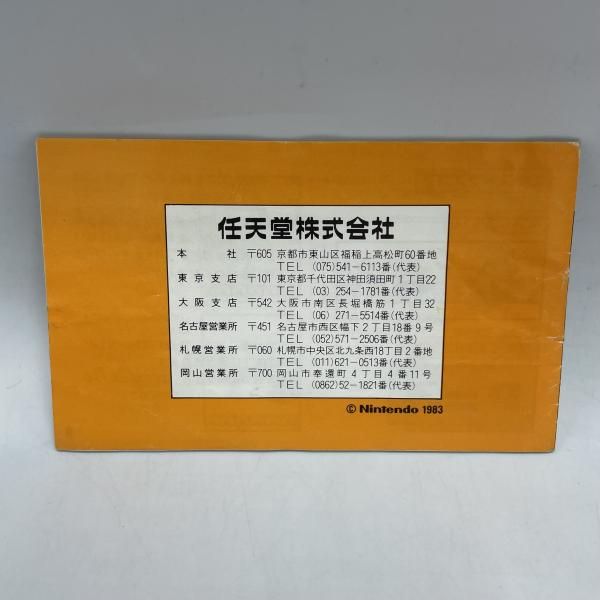 任天堂株式会社
本社 〒605 京都市東山区福稲上高松町60番地
TEL (075)541-6113番(代表)
東京支店 〒101 東京都千代田区神田須田町1丁目22
TEL (03) 254-1781番(代表)
大阪支店 〒542 大阪市南区長堀橋筋1丁目32
TEL (06) 271-5514番(代表)
名古屋営業所 〒451 名古屋市西区幅下2丁目18番9号
TEL (052)571-2506番(代表)
札幌営業所 〒060 札幌市中央区北九条西18丁目2番地
TEL (011)621-0513番(代表)
岡山営業所 〒700 岡山市奉還町4丁目4番11号
TEL (0862)52-1821番(代表)
© Nintendo 1983